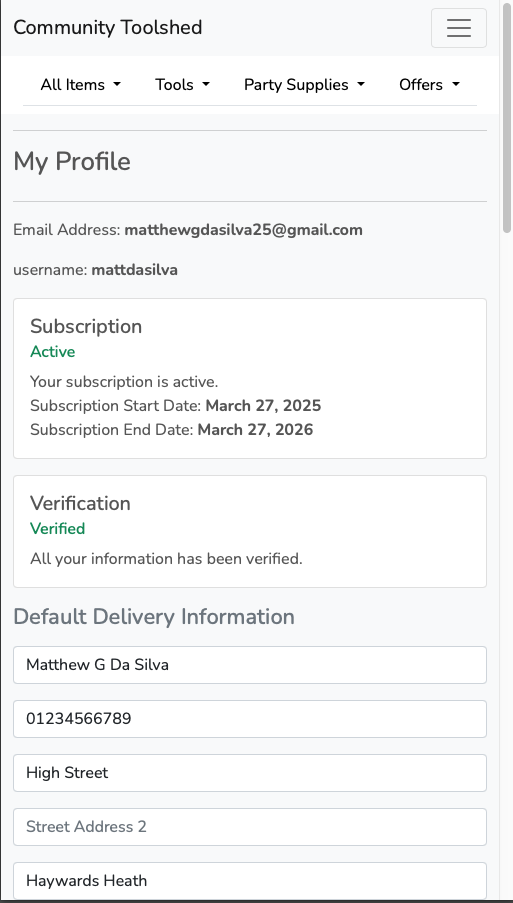 Community Toolshed
All Items
Tools
Party Supplies
Offers
My Profile
Email Address: matthewgdasilva25@gmail.com
username: mattdasilva
Subscription
Active
Your subscription is active.
Subscription Start Date: March 27, 2025
Subscription End Date: March 27, 2026
Verification
Verified
All your information has been verified.
Default Delivery Information
Matthew G Da Silva
01234566789
High Street
Street Address 2
Haywards Heath